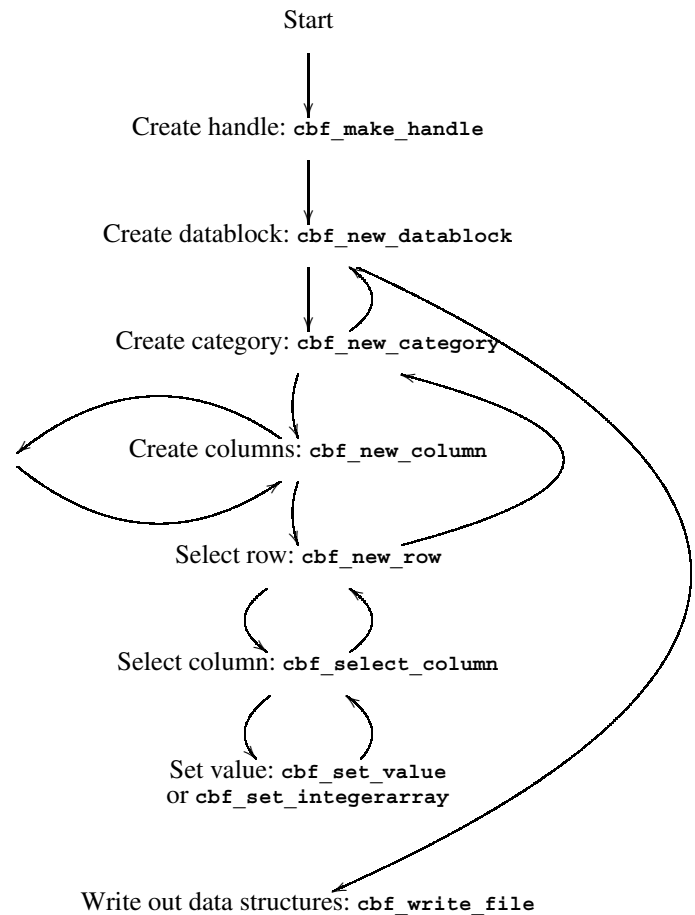 Start
Create handle: cbf_make_handle
Create datablock: cbf_new_datablock
Create category: cbf_new_category
Create columns: cbf_new_column
Select row: cbf_new_row
Select column: cbf_select_column
Set value: cbf_set_value
or cbf_set_integerarray
Write out data structures: cbf_write_file